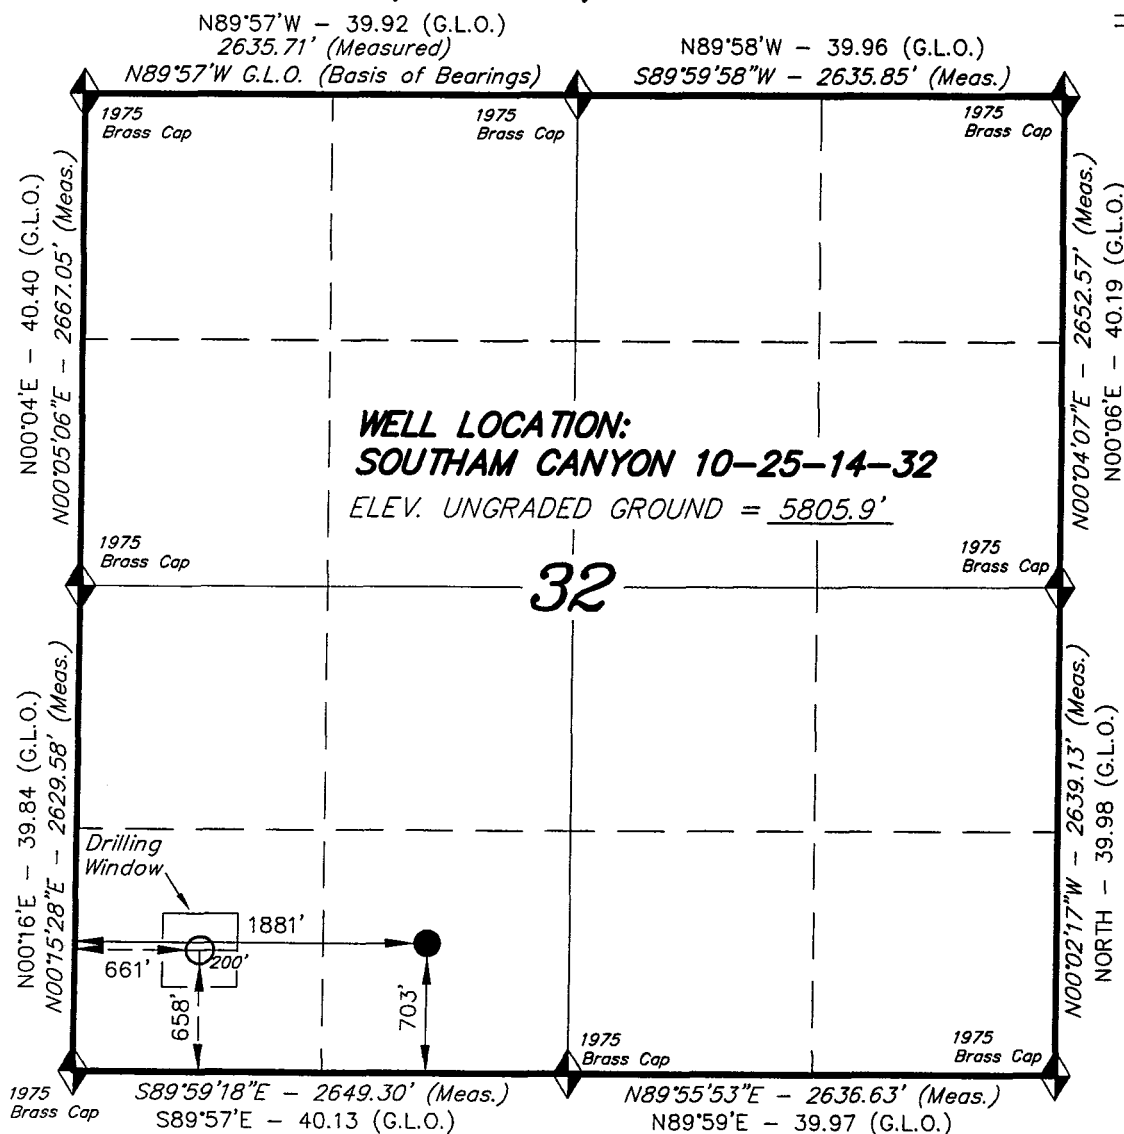 N89°57'W - 39.92 (G.L.O.)
2635.71' (Measured)
N89°57'W G.L.O. (Basis of Bearings)
N89°58'W - 39.96 (G.L.O.)
S89°59'58"W - 2635.85' (Meas.)
1975
Brass Cap
1975
Brass Cap
1975
Brass Cap
N00°04'E - 40.40 (G.L.O.)
N00°05'06"E - 2667.05' (Meas.)
N00°04'07"E - 2652.57' (Meas.)
N00°06'E - 40.19 (G.L.O.)
WELL LOCATION:
SOUTHAM CANYON 10-25-14-32
ELEV. UNGRADED GROUND = 5805.9'
1975
Brass Cap
1975
Brass Cap
32
N00°16'E - 39.84 (G.L.O.)
N00°15'28"E - 2629.58' (Meas.)
N00°02'17"W - 2639.13' (Meas.)
NORTH - 39.98 (G.L.O.)
Drilling
Window
1881'
661'
200'
658'
703'
1975
Brass Cap
1975
Brass Cap
1975
Brass Cap
S89°59'18"E - 2649.30' (Meas.)
S89°57'E - 40.13 (G.L.O.)
N89°55'53"E - 2636.63' (Meas.)
N89°59'E - 39.97 (G.L.O.)